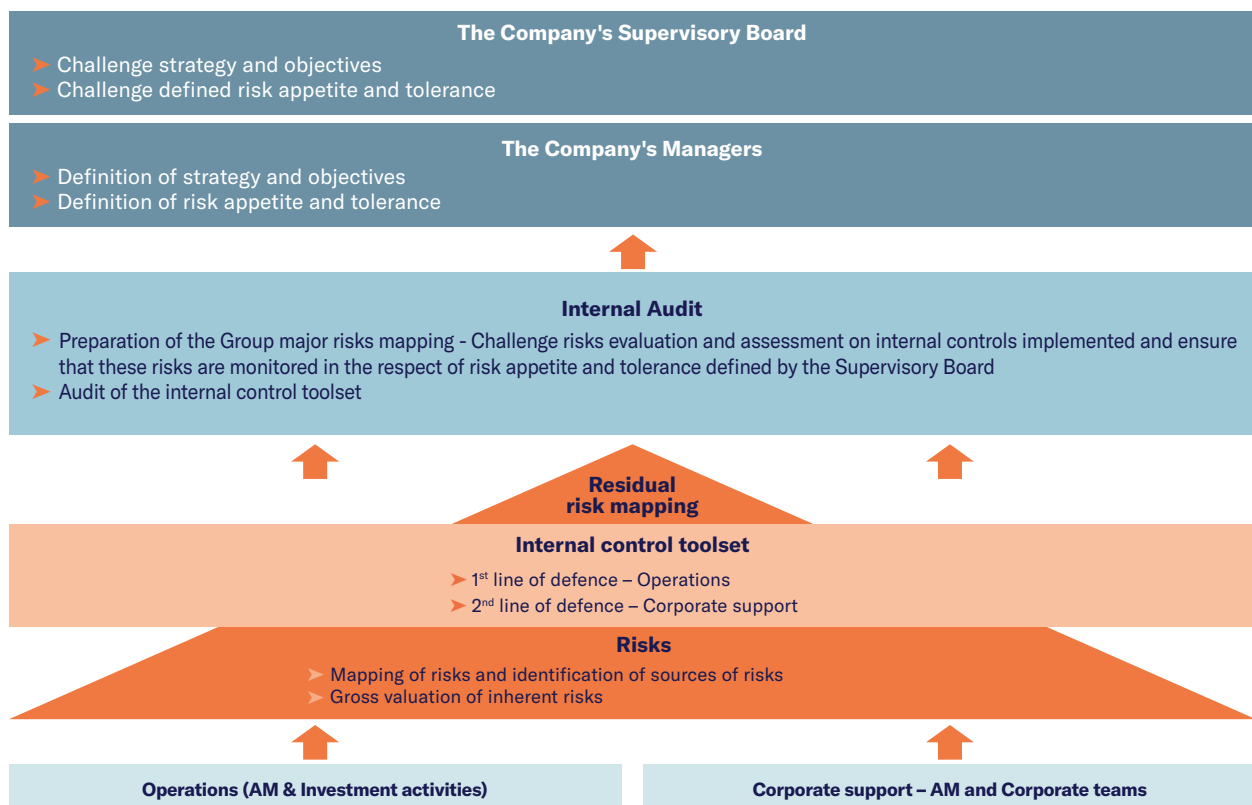 The Company's Supervisory Board
➤ Challenge strategy and objectives
➤ Challenge defined risk appetite and tolerance
The Company's Managers
➤ Definition of strategy and objectives
➤ Definition of risk appetite and tolerance
Internal Audit
➤ Preparation of the Group major risks mapping - Challenge risks evaluation and assessment on internal controls implemented and ensure
that these risks are monitored in the respect of risk appetite and tolerance defined by the Supervisory Board
➤ Audit of the internal control toolset
Residual
risk mapping
Internal control toolset
➤ 1st line of defence – Operations
➤ 2nd line of defence – Corporate support
Risks
➤ Mapping of risks and identification of sources of risks
➤ Gross valuation of inherent risks
Operations (AM & Investment activities)
Corporate support – AM and Corporate teams